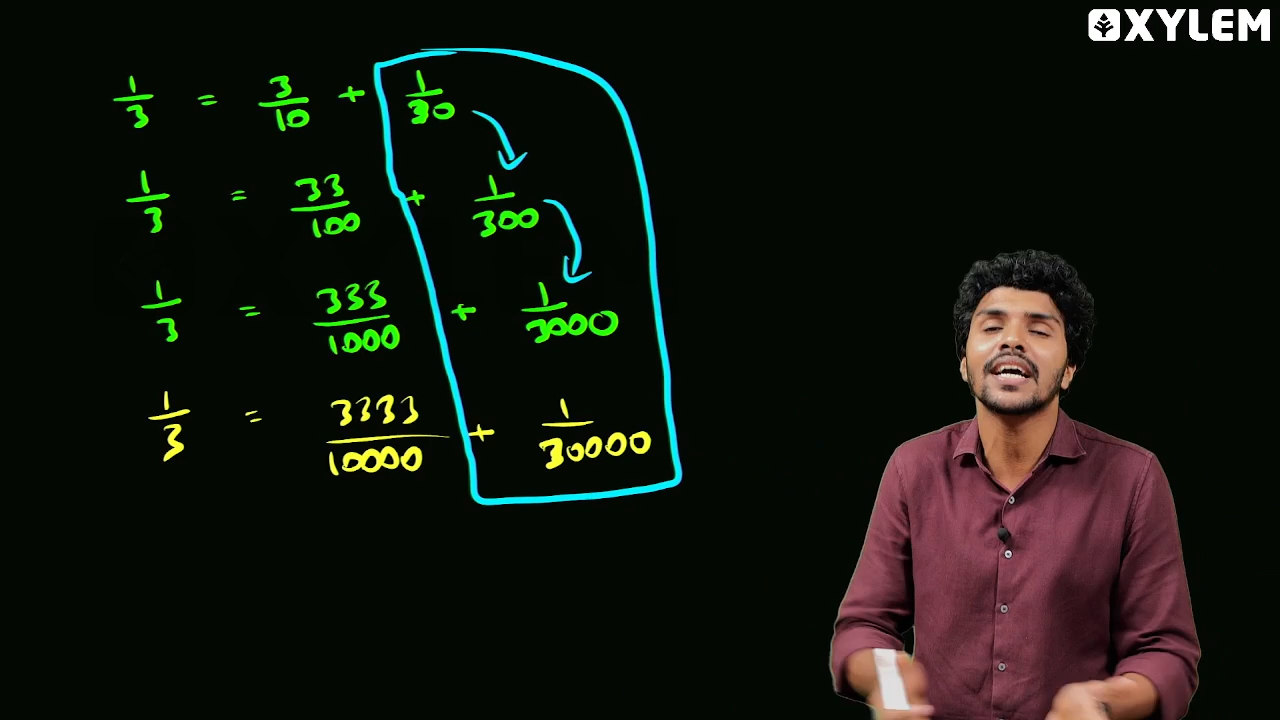 XYLEM
1/3 = 3/10 + 1/30
1/3 = 33/100 + 1/300
1/3 = 333/1000 + 1/3000
1/3 = 3333/10000 + 1/30000